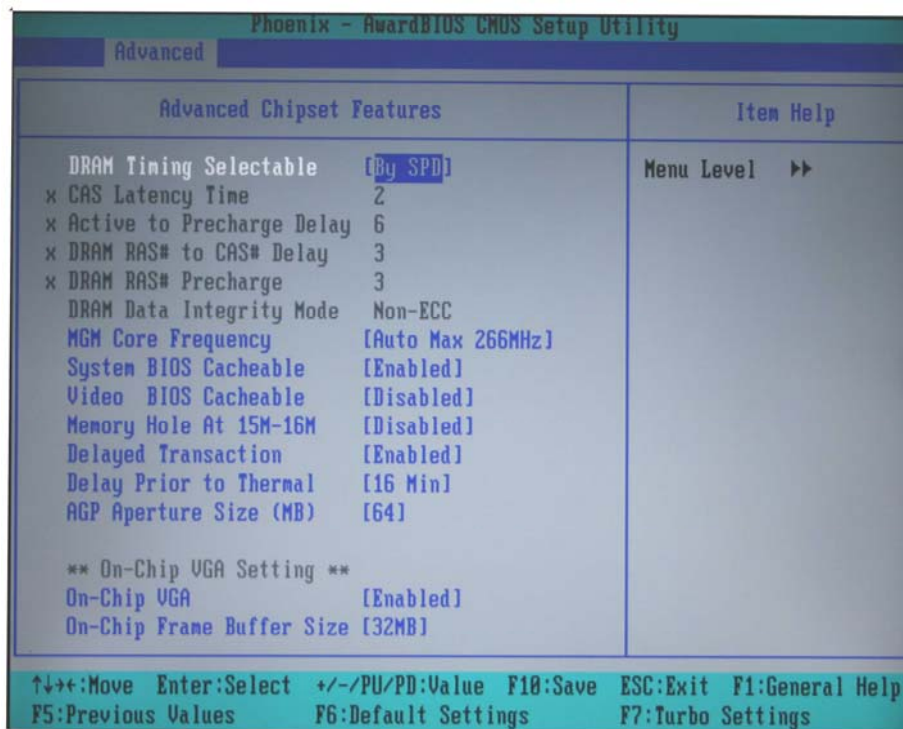 Phoenix - AwardBIOS CMOS Setup Utility
Advanced
Advanced Chipset Features
Item Help
DRAM Timing Selectable [By SPD]
x CAS Latency Time 2
x Active to Precharge Delay 6
x DRAM RAS# to CAS# Delay 3
x DRAM RAS# Precharge 3
DRAM Data Integrity Mode Non-ECC
MGM Core Frequency [Auto Max 266MHz]
System BIOS Cacheable [Enabled]
Video BIOS Cacheable [Disabled]
Memory Hole At 15M-16M [Disabled]
Delayed Transaction [Enabled]
Delay Prior to Thermal [16 Min]
AGP Aperture Size (MB) [64]
** On-Chip VGA Setting **
On-Chip VGA [Enabled]
On-Chip Frame Buffer Size [32MB]
Menu Level ▶▶
↑↓→←:Move Enter:Select +/-/PU/PD:Value F10:Save ESC:Exit F1:General Help
F5:Previous Values F6:Default Settings F7:Turbo Settings